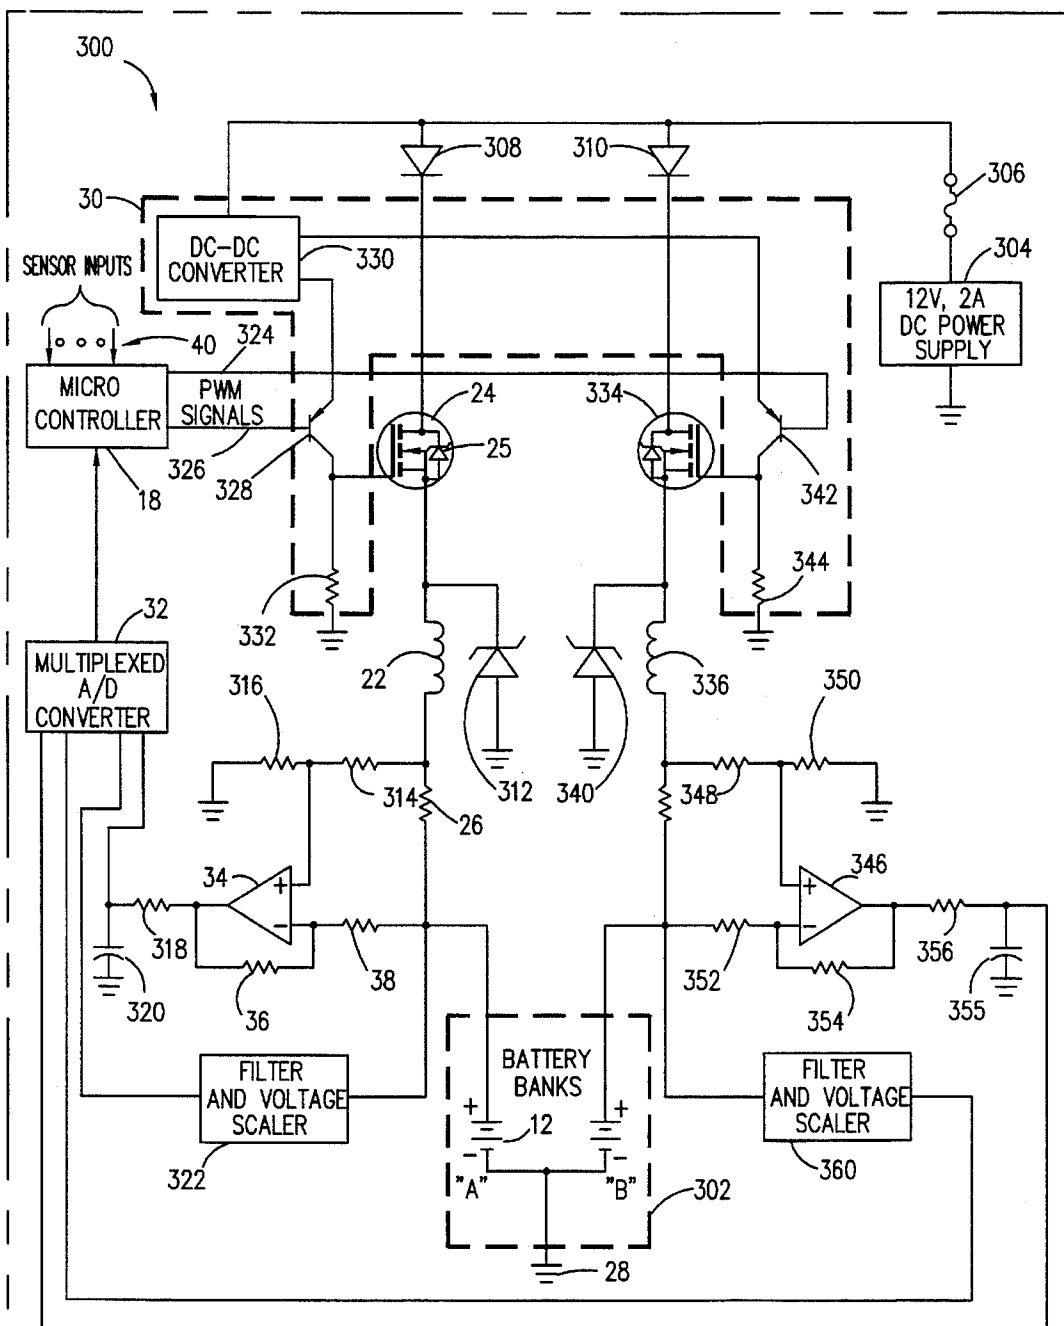 300
308
310
306
30
DC-DC
CONVERTER
330
304
SENSOR INPUTS
12V, 2A
DC POWER
SUPPLY
40
324
MICRO
CONTROLLER
PWM
SIGNALS
24
334
25
326
328
18
342
332
344
32
MULTIPLEXED
A/D
CONVERTER
22
336
316
350
314
312
340
348
26
34
+
-
+
-
346
318
38
352
356
320
36
354
355
FILTER
AND VOLTAGE
SCALER
322
BATTERY
BANKS
+
12
+
-
-
"A"
"B"
302
FILTER
AND VOLTAGE
SCALER
360
28